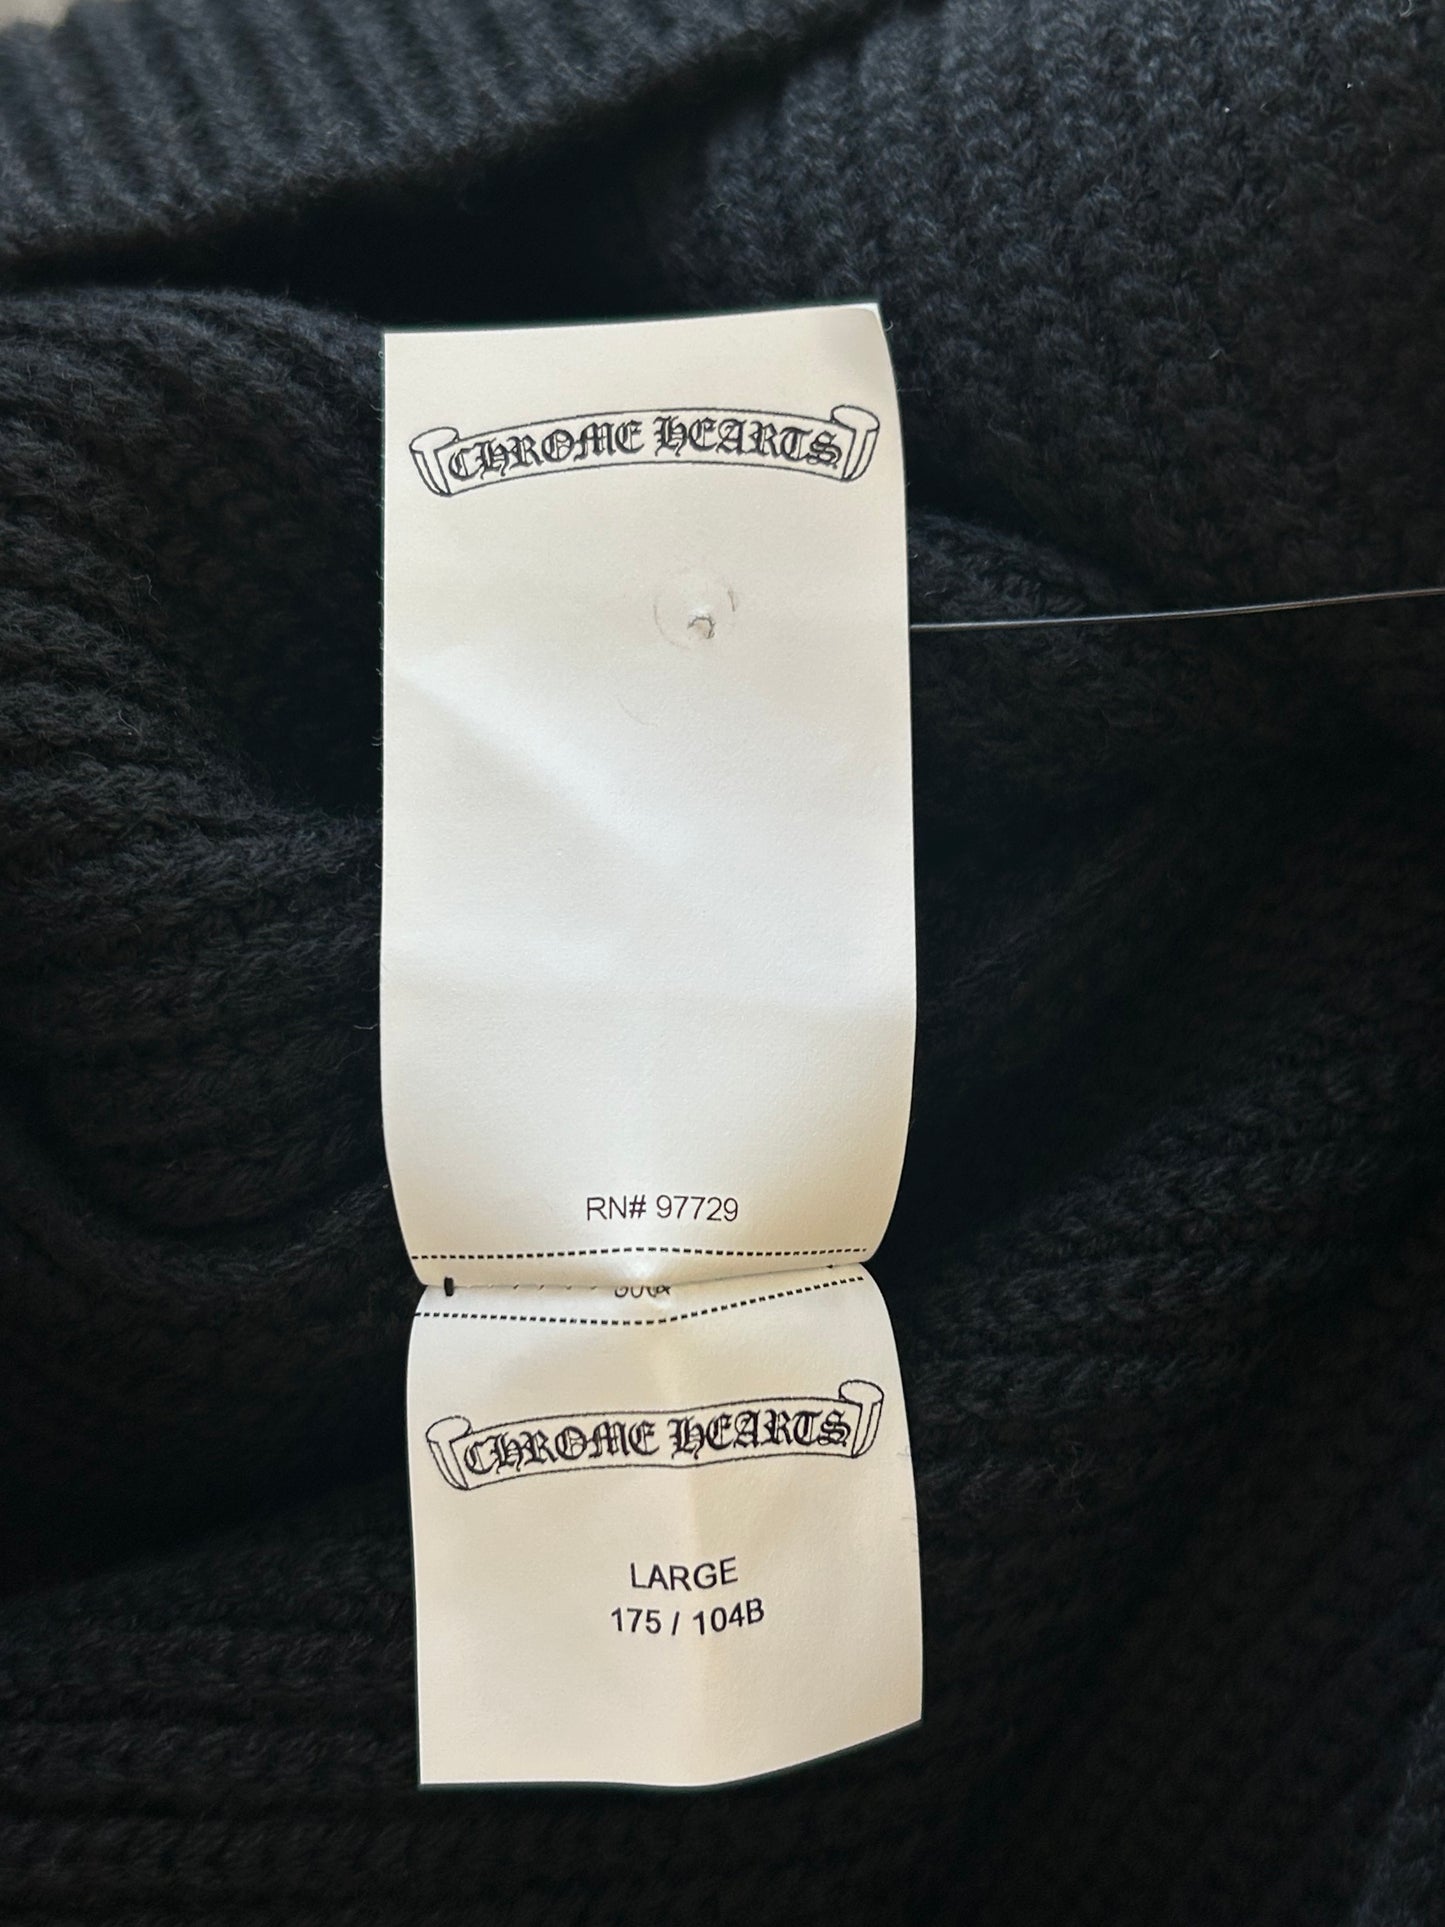 CHROME HEARTS
RN# 97729
CHROME HEARTS
LARGE
175 / 104B